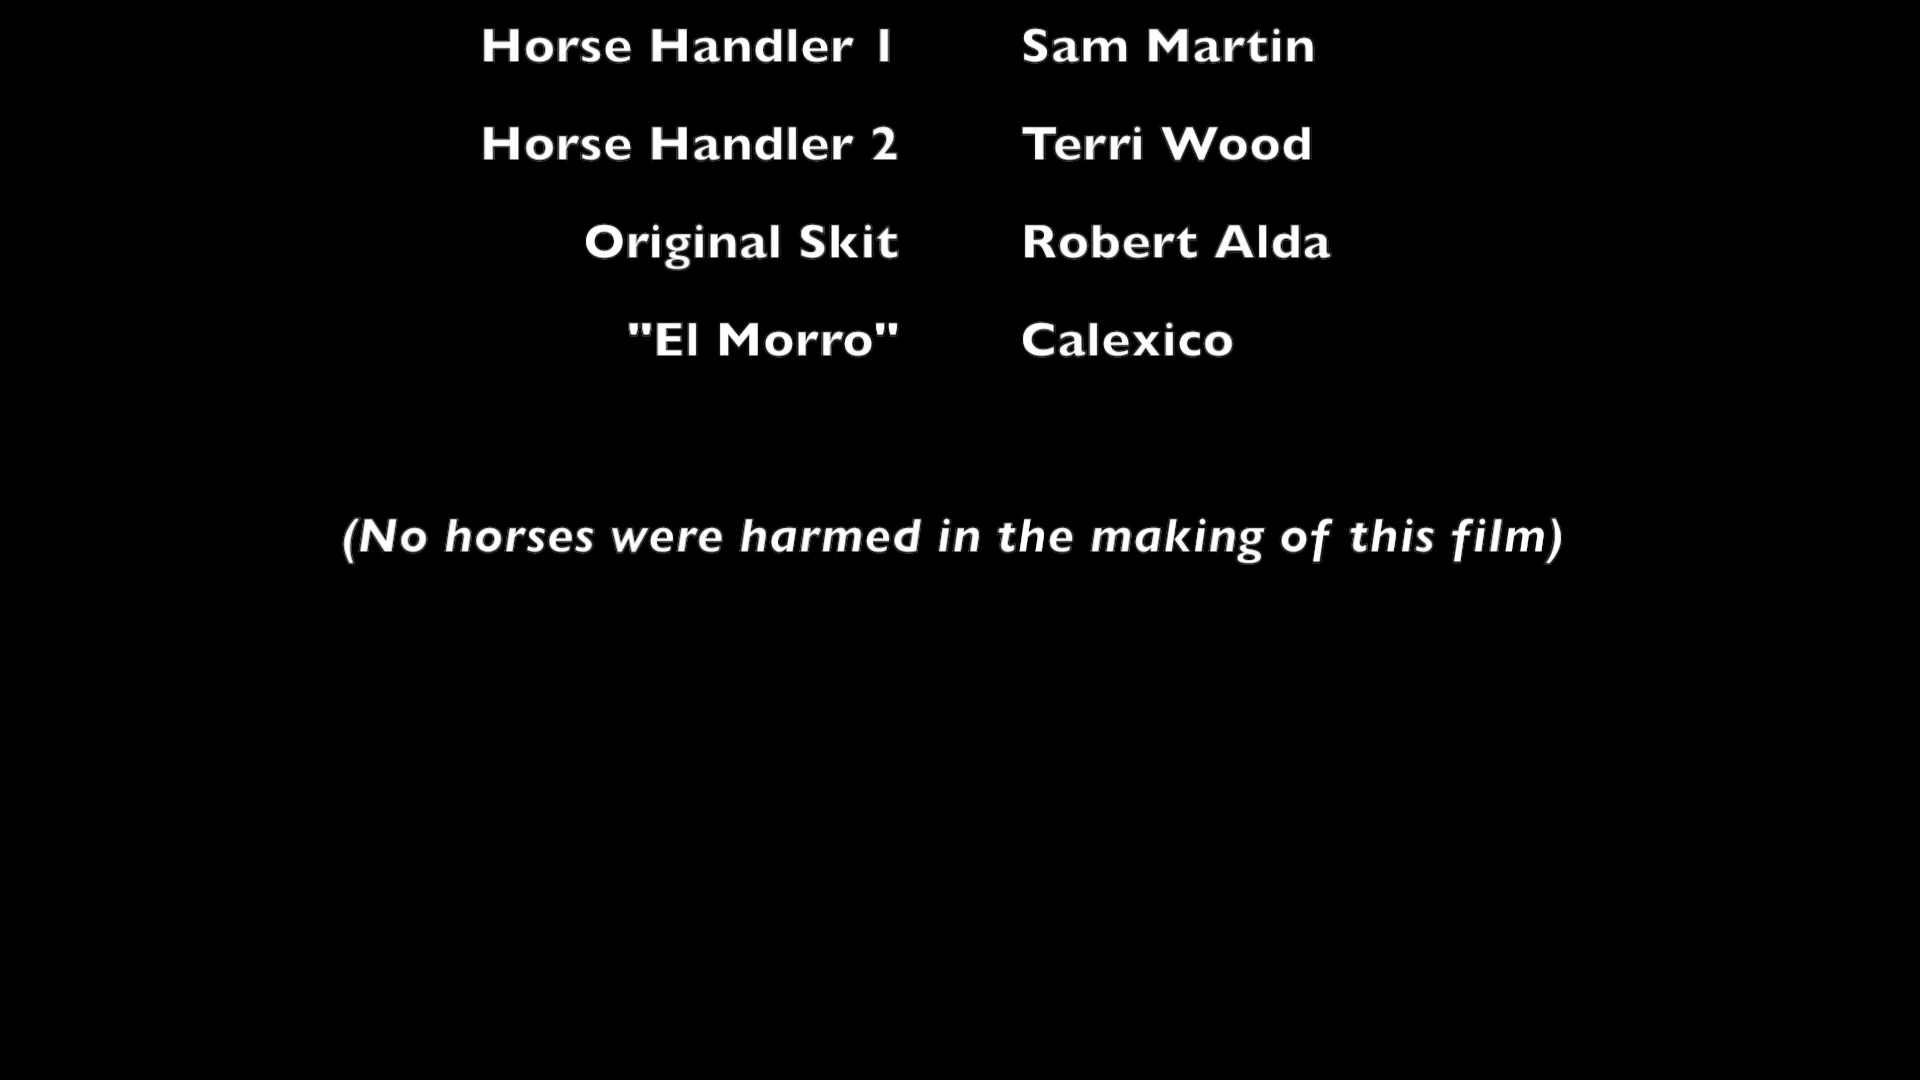 Horse Handler 1 Sam Martin
Horse Handler 2 Terri Wood
Original Skit Robert Alda
"El Morro" Calexico
(No horses were harmed in the making of this film)